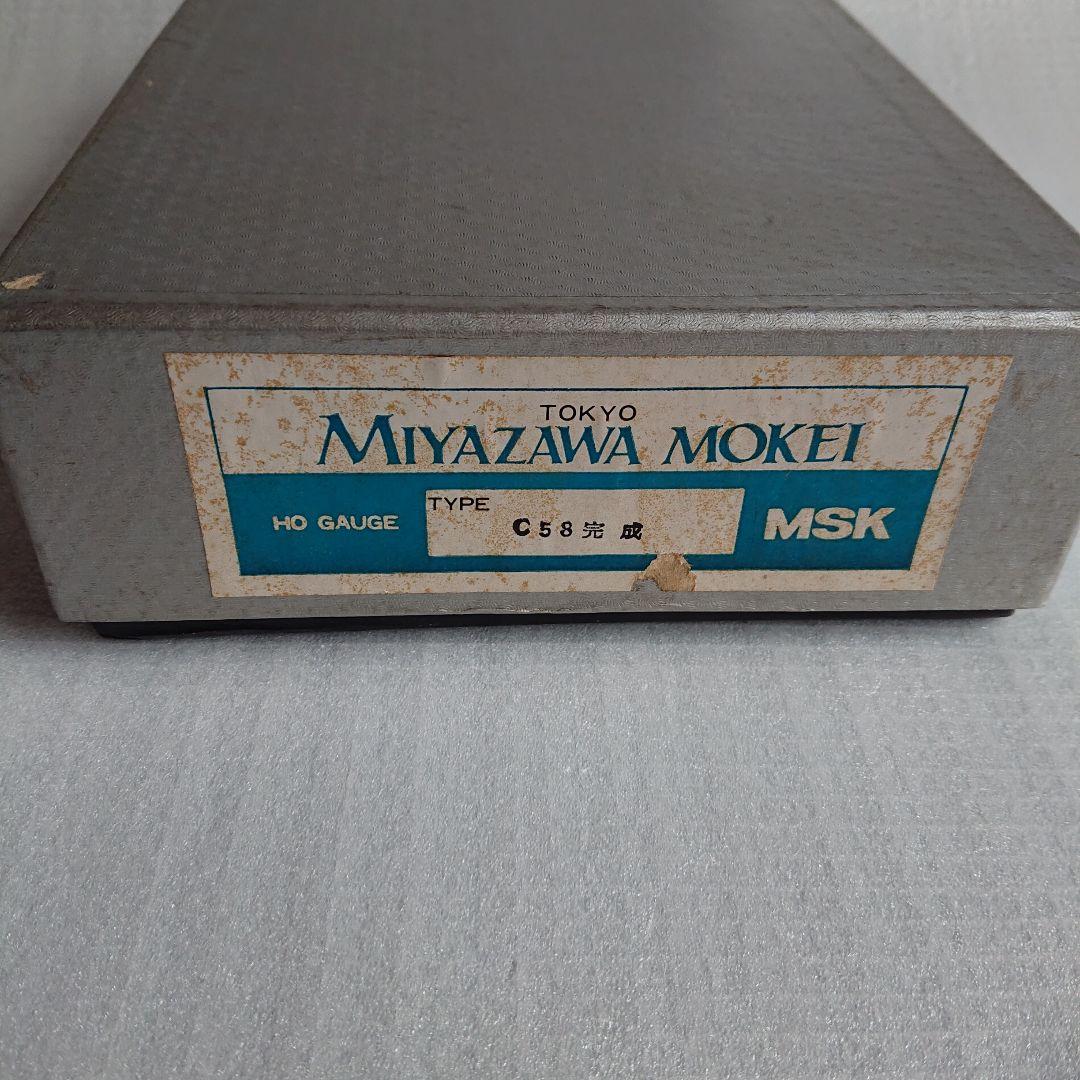 TOKYO
MIYAZAWA MOKEI
HO GAUGE
TYPE
C58完成
MSK